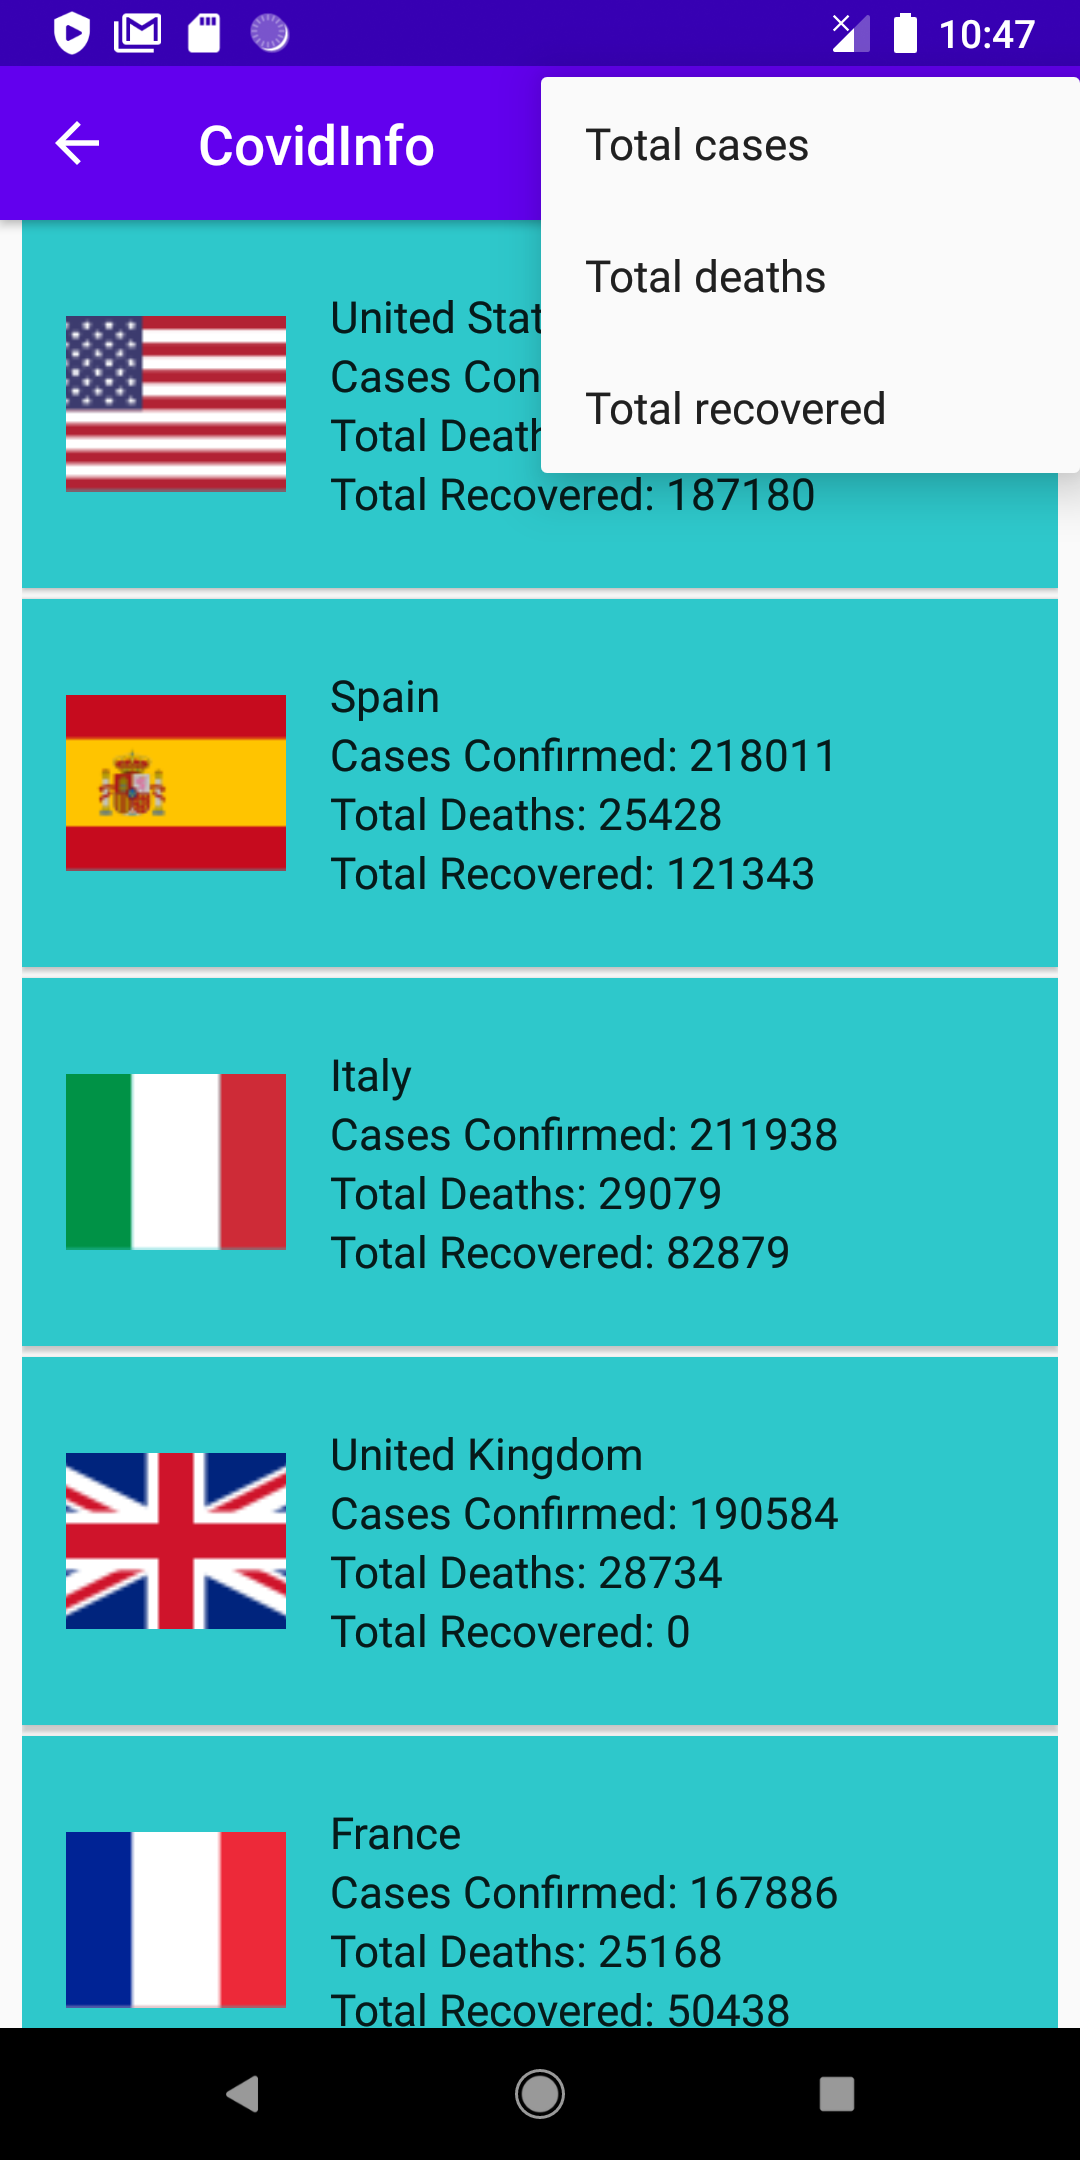 10:47
CovidInfo
Total cases
Total deaths
Total recovered
United Stat
Cases Con
Total Death
Total Recovered: 187180
Spain
Cases Confirmed: 218011
Total Deaths: 25428
Total Recovered: 121343
Italy
Cases Confirmed: 211938
Total Deaths: 29079
Total Recovered: 82879
United Kingdom
Cases Confirmed: 190584
Total Deaths: 28734
Total Recovered: 0
France
Cases Confirmed: 167886
Total Deaths: 25168
Total Recovered: 50438